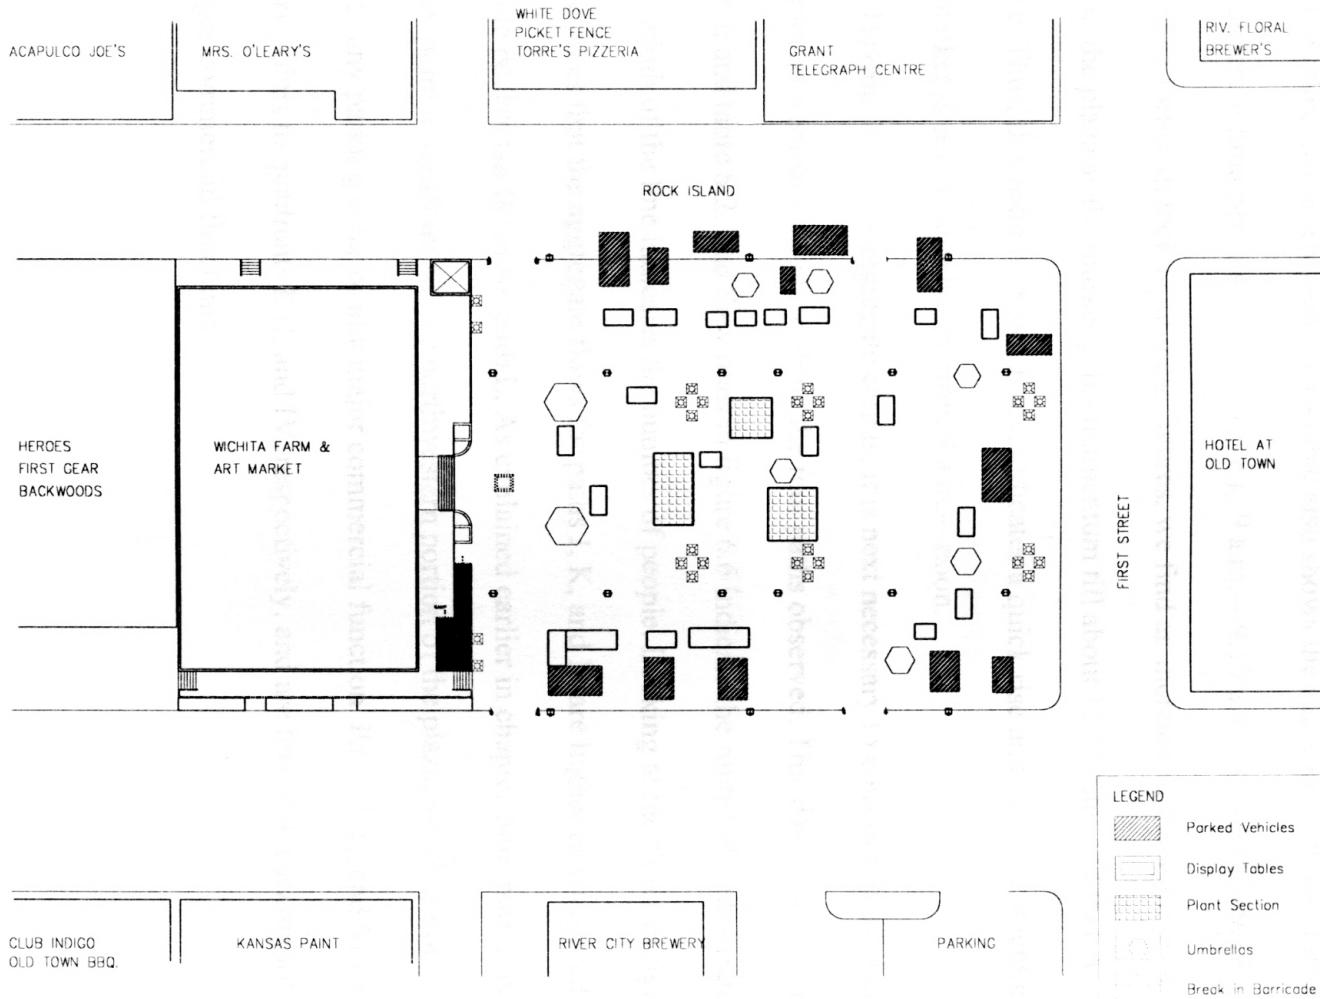 ACAPULCO JOE'S
MRS. O'LEARY'S
WHITE DOVE
PICKET FENCE
TORRE'S PIZZERIA
GRANT
TELEGRAPH CENTRE
RIV. FLORAL
BREWER'S
ROCK ISLAND
HEROES
FIRST GEAR
BACKWOODS
WICHITA FARM &
ART MARKET
HOTEL AT
OLD TOWN
FIRST STREET
CLUB INDIGO
OLD TOWN BBQ.
KANSAS PAINT
RIVER CITY BREWERY
PARKING
LEGEND
Parked Vehicles
Display Tables
Plant Section
Umbrellas
Break in Barricade